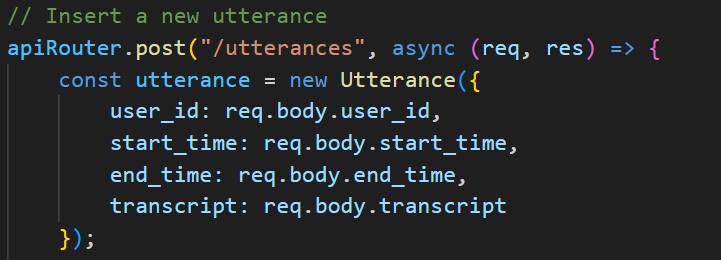 // Insert a new utterance
apiRouter.post("/utterances", async (req, res) => {
    const utterance = new Utterance({
        user_id: req.body.user_id,
        start_time: req.body.start_time,
        end_time: req.body.end_time,
        transcript: req.body.transcript
    });